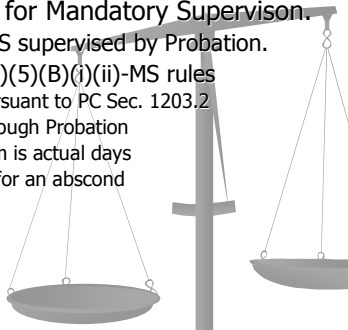 for Mandatory Supervison.
S supervised by Probation.
)(5)(B)(i)(ii)-MS rules
rsuant to PC Sec. 1203.2
ough Probation
m is actual days
for an abscond